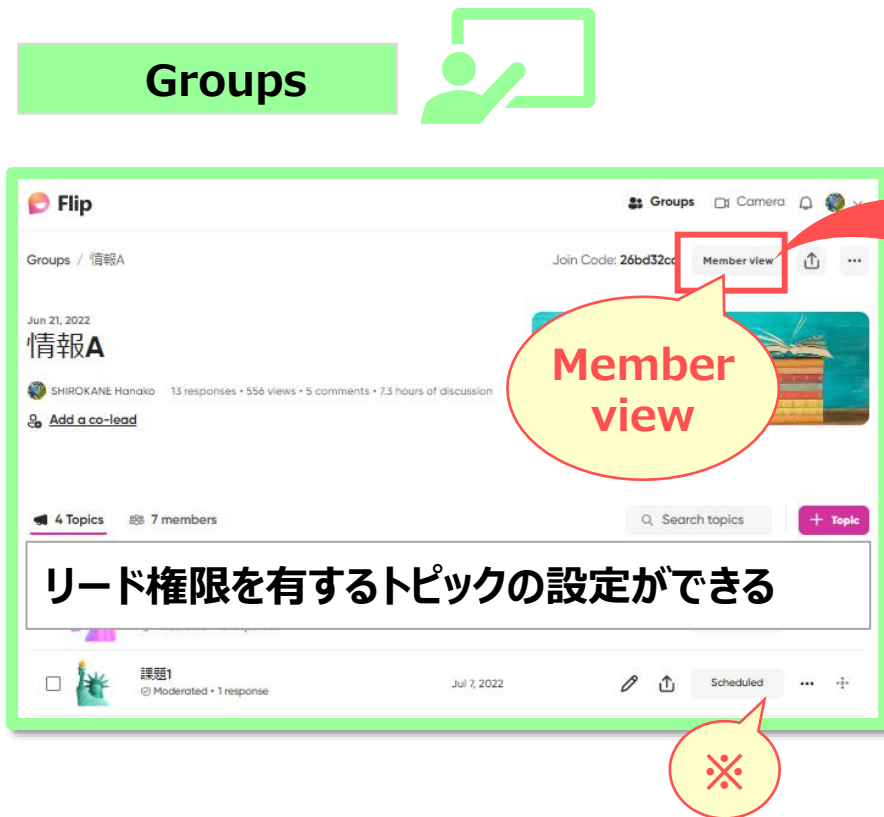 Groups
Flip
Groups Camera
Groups / 情報A
Join Code: 26bd32cc Member view
Jun 21, 2022
情報A
SHIROKANE Hanako 13 responses • 556 views • 5 comments • 7.3 hours of discussion
Add a co-lead
Member
view
4 Topics 7 members
Search topics
+ Topic
リード権限を有するトピックの設定ができる
課題1
Moderated • 1 response
Jul 7, 2022
Scheduled
※